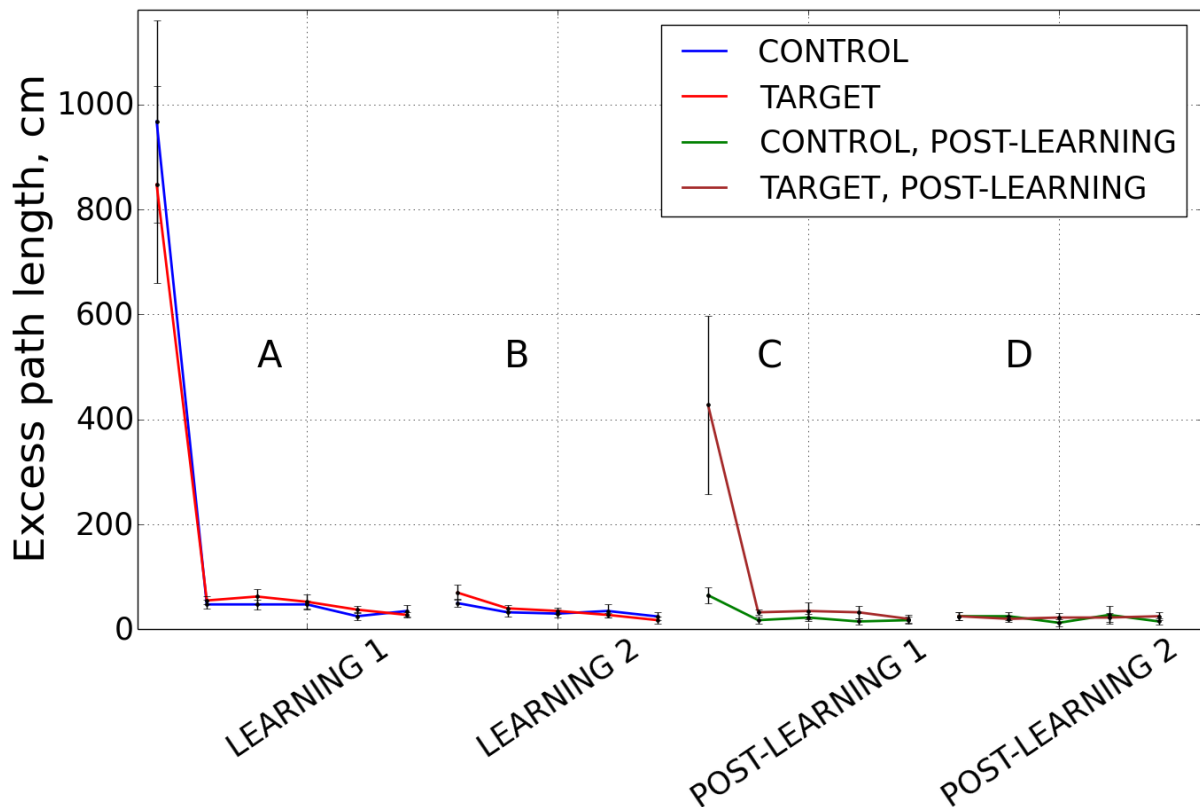 Excess path length, cm
1000
800
600
400
200
0
CONTROL
TARGET
CONTROL, POST-LEARNING
TARGET, POST-LEARNING
A
B
C
D
LEARNING 1
LEARNING 2
POST-LEARNING 1
POST-LEARNING 2